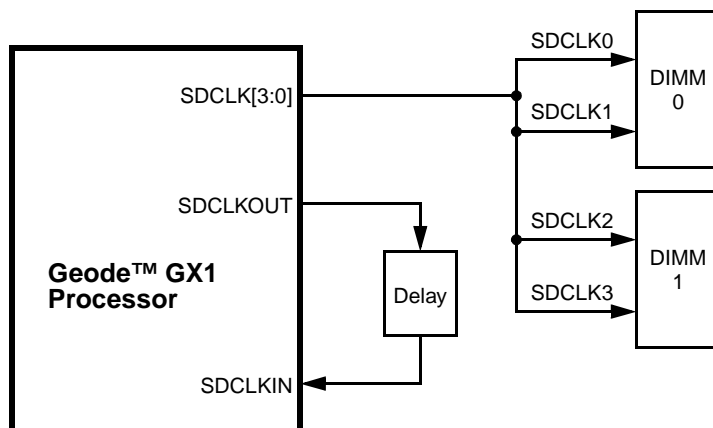 SDCLK[3:0]
SDCLKOUT
Geode™ GX1
Processor
SDCLKIN
Delay
SDCLK0
SDCLK1
DIMM
0
SDCLK2
SDCLK3
DIMM
1